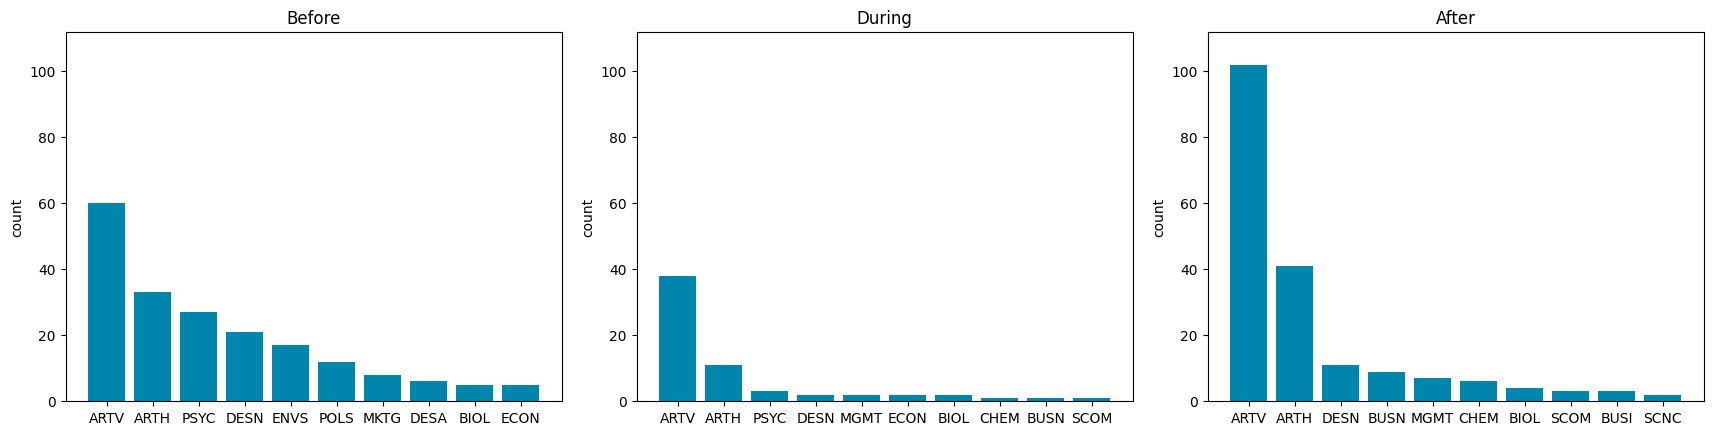 Before
During
After
100
80
60
40
20
0
count
ARTV ARTH PSYC DESN ENVS POLS MKTG DESA BIOL ECON
100
80
60
40
20
0
count
ARTV ARTH PSYC DESN MGMT ECON BIOL CHEM BUSN SCOM
100
80
60
40
20
0
count
ARTV ARTH DESN BUSN MGMT CHEM BIOL SCOM BUSI SCNC